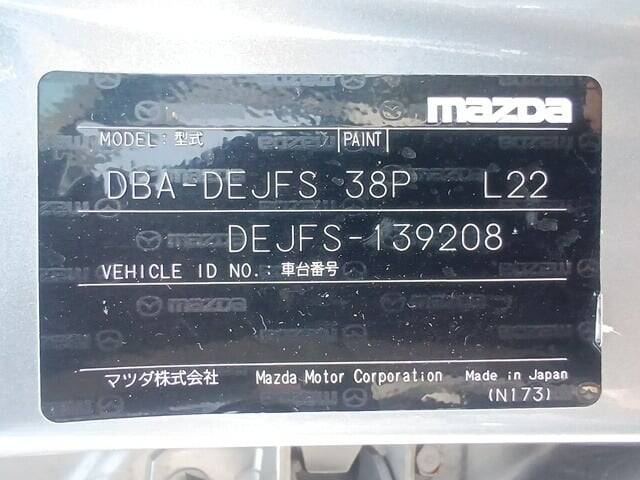 mazda
MODEL：型式 PAINT
DBA-DEJFS 38P L22
DEJFS-139208
VEHICLE ID NO.：車台番号
マツダ株式会社 Mazda Motor Corporation Made in Japan
(N173)